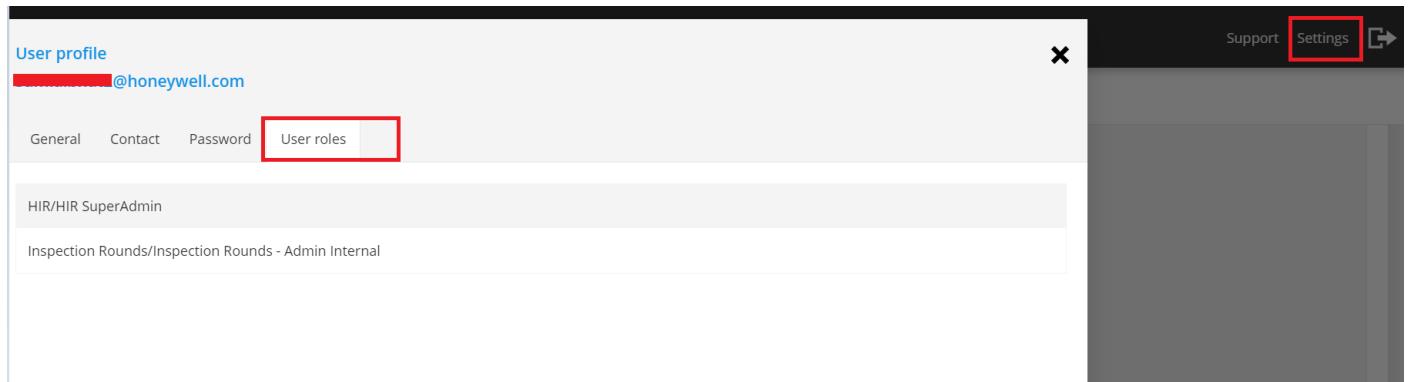 Support Settings
User profile
@honeywell.com
General Contact Password User roles
HIR/HIR SuperAdmin
Inspection Rounds/Inspection Rounds - Admin Internal